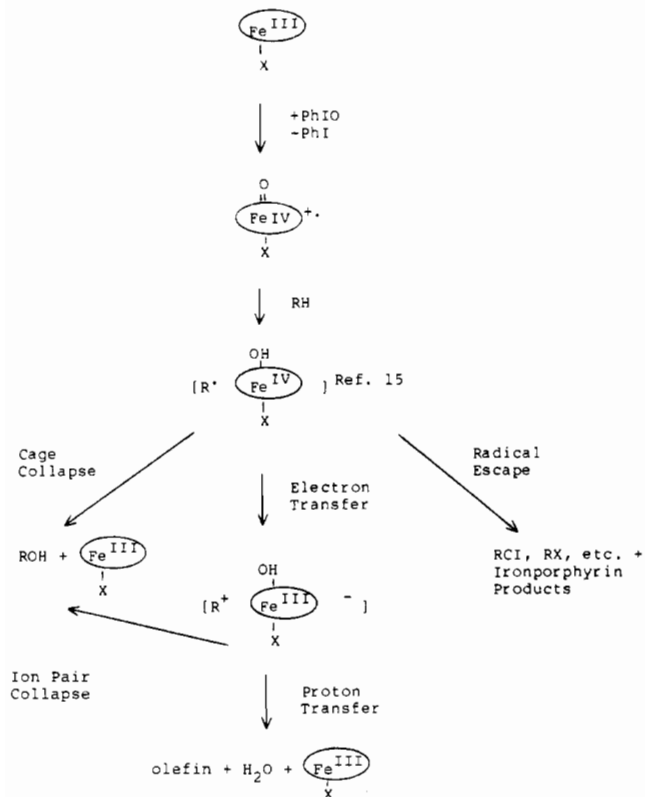 Fe III
X
+PhIO
-PhI
O
Fe IV +·
X
RH
OH
[R· Fe IV ] Ref. 15
X
Cage
Collapse
Electron
Transfer
Radical
Escape
ROH + Fe III
X
RCI, RX, etc. +
Ironporphyrin
Products
OH
[R+ Fe III - ]
X
Ion Pair
Collapse
Proton
Transfer
olefin + H2O + Fe III
X